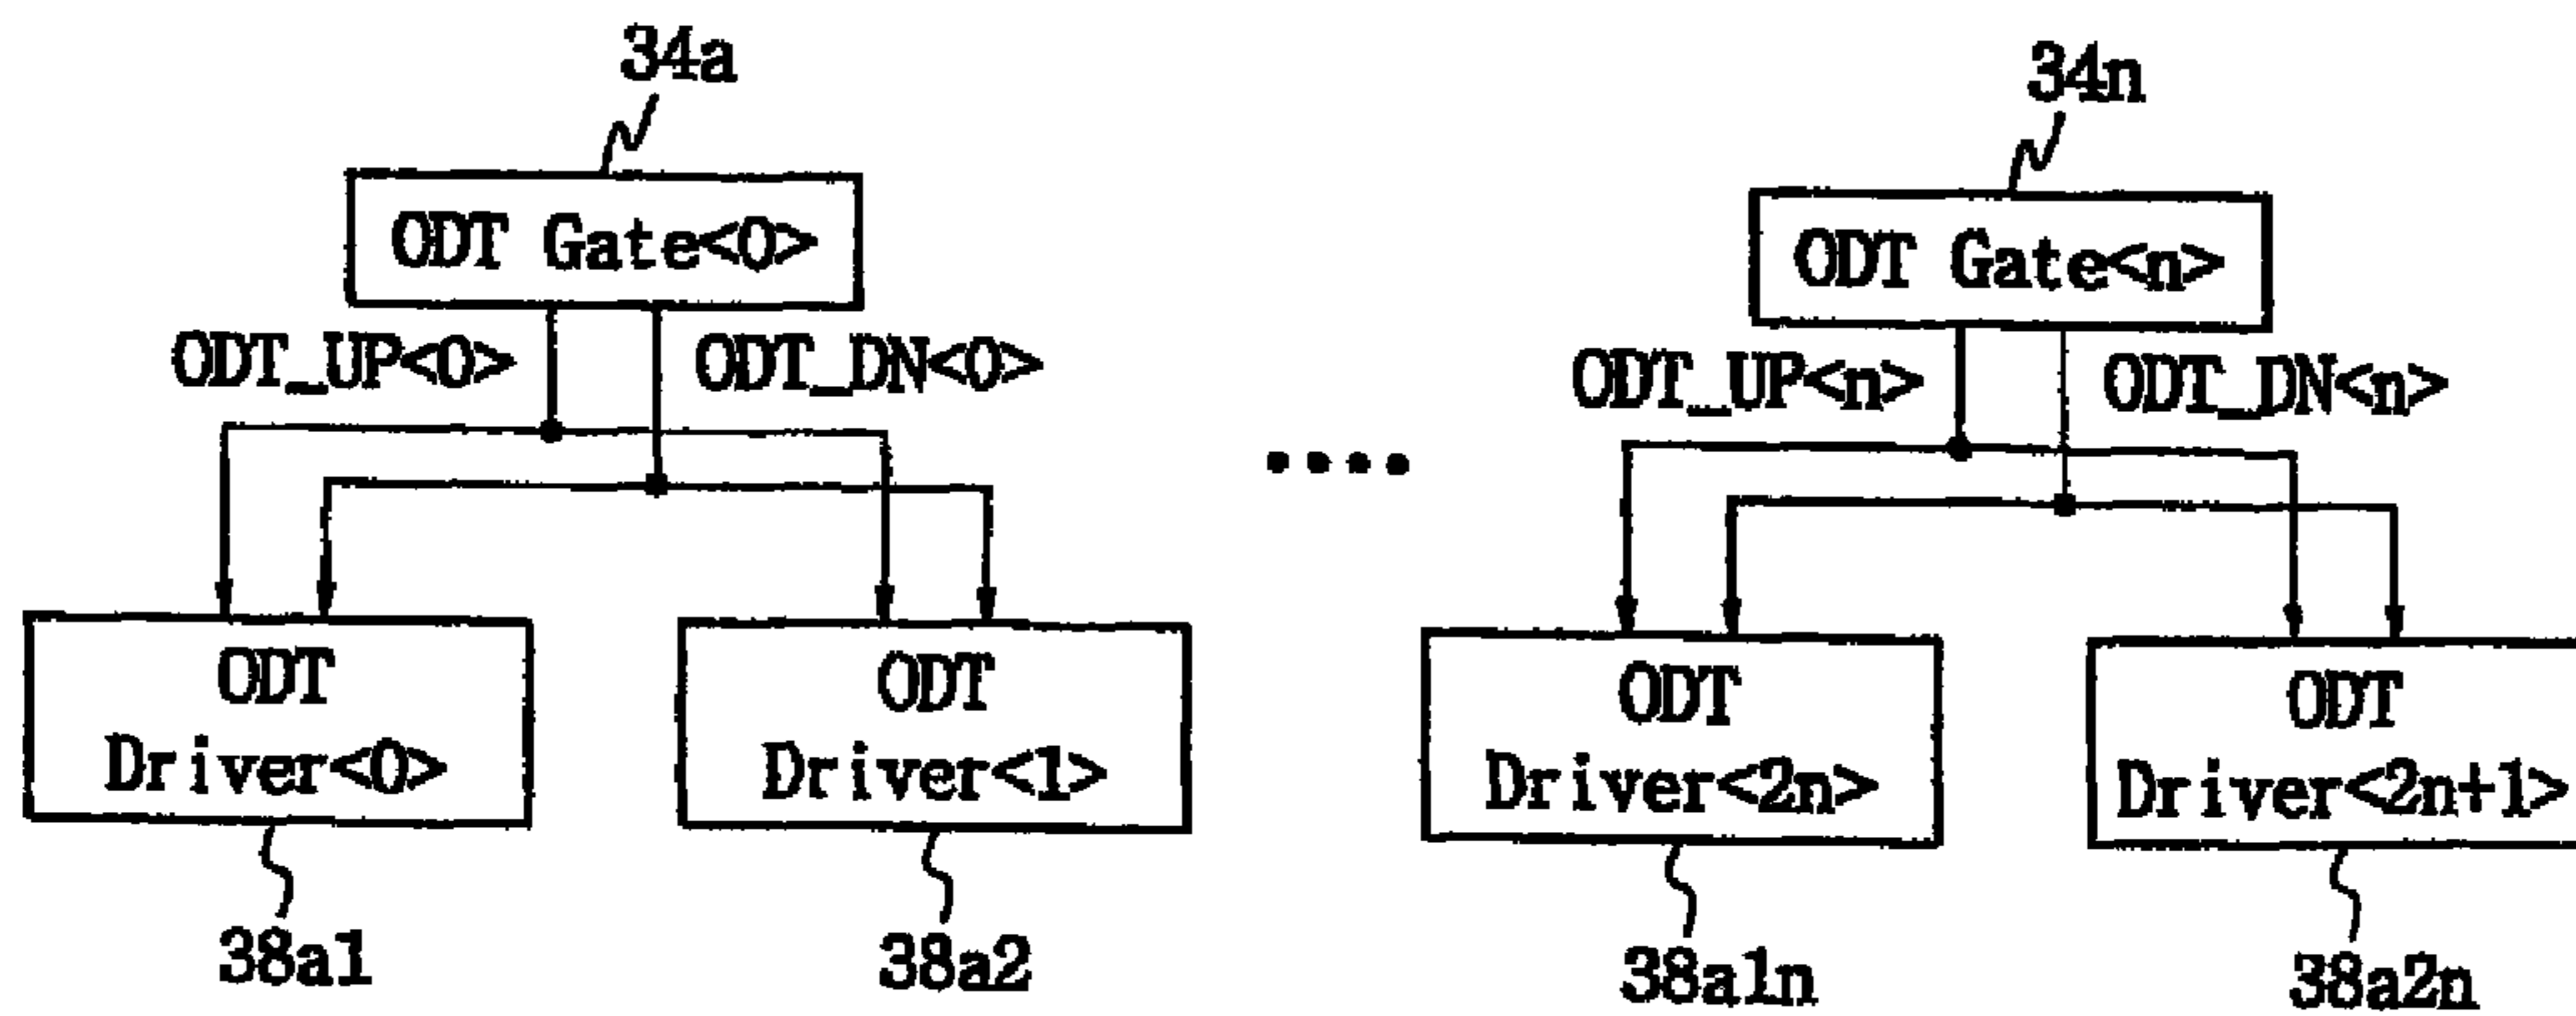 34a
34n
ODT Gate<0>
ODT Gate<n>
ODT_UP<0>
ODT_DN<0>
ODT_UP<n>
ODT_DN<n>
ODT
Driver<0>
ODT
Driver<1>
ODT
Driver<2n>
ODT
Driver<2n+1>
38a1
38a2
38a1n
38a2n